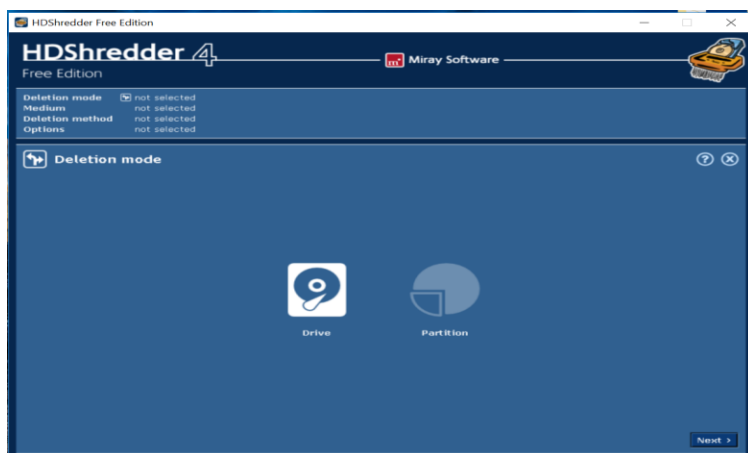 HDShredder Free Edition
HDShredder 4
Free Edition
Miray Software
Deletion mode not selected
Medium not selected
Deletion method not selected
Options not selected
Deletion mode
Drive
Partition
Next >